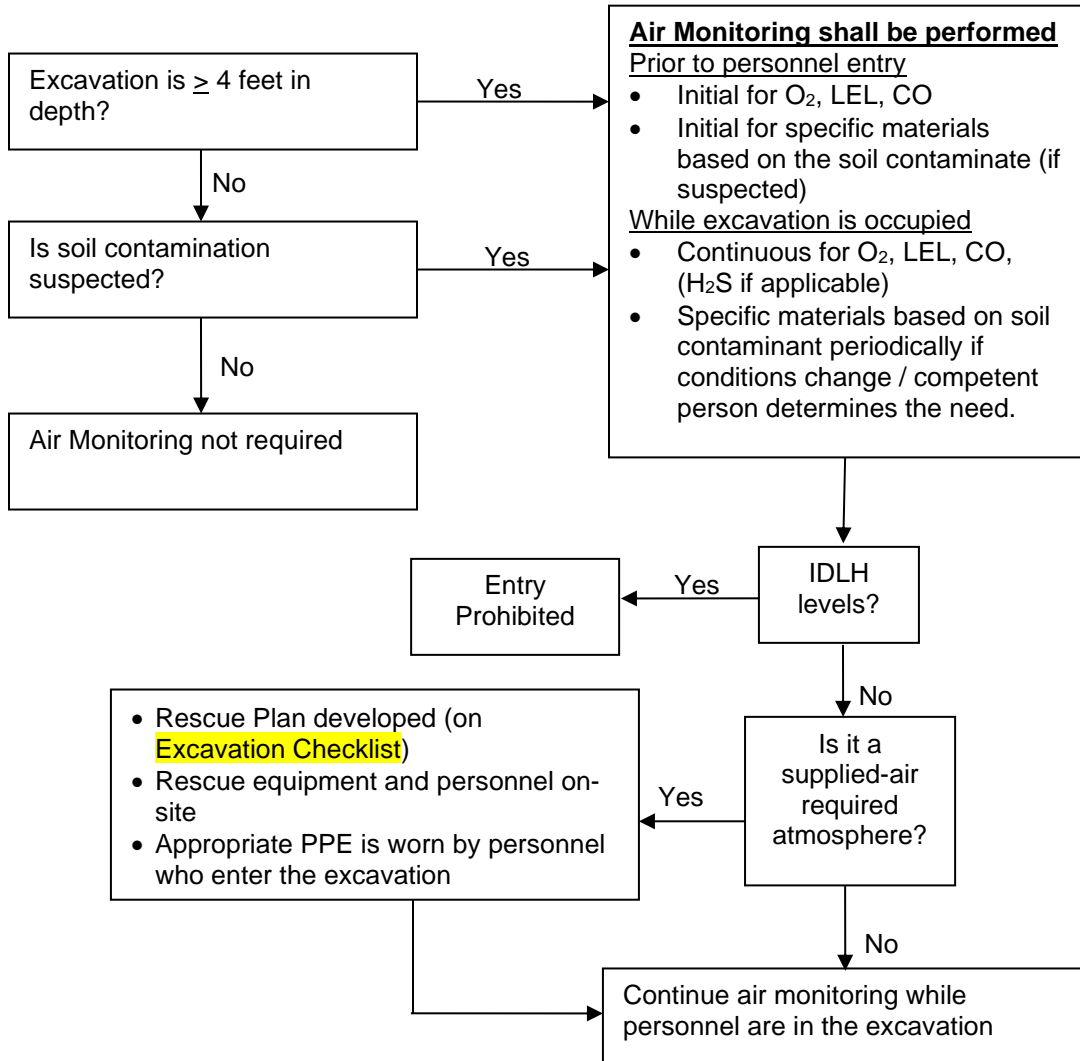 Excavation is > 4 feet in
depth?
Yes
No
Is soil contamination
suspected?
Yes
No
Air Monitoring not required
Air Monitoring shall be performed
Prior to personnel entry
• Initial for O₂, LEL, CO
• Initial for specific materials
based on the soil contaminate (if
suspected)
While excavation is occupied
• Continuous for O₂, LEL, CO,
(H₂S if applicable)
• Specific materials based on soil
contaminant periodically if
conditions change / competent
person determines the need.
IDLH
levels?
Yes
Entry
Prohibited
No
Is it a
supplied-air
required
atmosphere?
Yes
• Rescue Plan developed (on
Excavation Checklist)
• Rescue equipment and personnel on-
site
• Appropriate PPE is worn by personnel
who enter the excavation
No
Continue air monitoring while
personnel are in the excavation